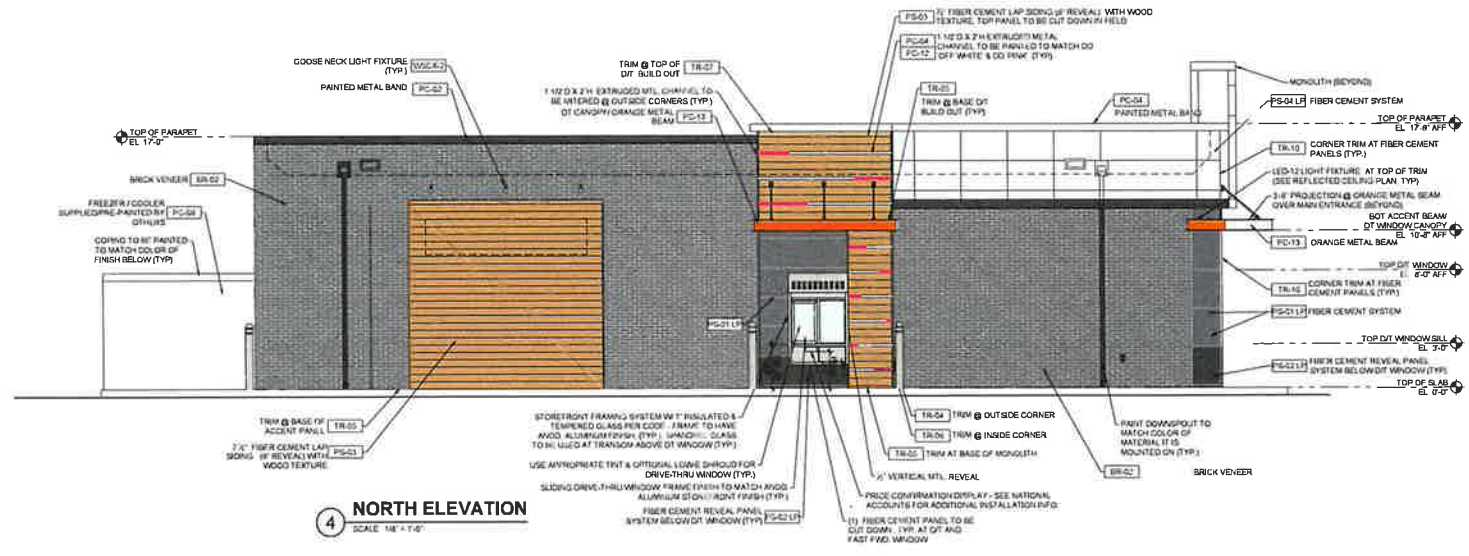 PS-03
⅞" FIBER CEMENT LAP SIDING (6" REVEAL) WITH WOOD
TEXTURE, TOP PANEL TO BE CUT DOWN IN FIELD
PC-04
PC-12
1 1/2"D X 2"H EXTRUDED METAL
CHANNEL TO BE PAINTED TO MATCH DD
OFF WHITE & DD PINK (TYP.)
GOOSE NECK LIGHT FIXTURE
(TYP.)
PAINTED METAL BAND PC-02
TRIM @ TOP OF
D/T BUILD OUT
TR-07
1 1/2"D X 2"H EXTRUDED MTL. CHANNEL TO
BE MITERED @ OUTSIDE CORNERS (TYP.)
DT CANOPY/ORANGE METAL
BEAM PC-13
TR-05
TRIM @ BASE D/T
BUILD OUT (TYP.)
PC-04
PAINTED METAL BAND
MONOLITH (BEYOND)
PS-04 LP FIBER CEMENT SYSTEM
TOP OF PARAPET
EL. 17'-8" AFF
TR-10 CORNER TRIM AT FIBER CEMENT
PANELS (TYP.)
LED-12 LIGHT FIXTURE AT TOP OF TRIM
(SEE REFLECTED CEILING PLAN TYP)
PROJECTION @ ORANGE METAL BEAM
OVER MAIN ENTRANCE (BEYOND)
BOT ACCENT BEAM
DT WINDOW CANOPY
EL 10'-8" AFF
PC-13 ORANGE METAL BEAM
TOP D/T WINDOW
EL. 8'-0" AFF
TR-10 CORNER TRIM AT FIBER
CEMENT PANELS (TYP.)
PS-01 LP FIBER CEMENT SYSTEM
TOP D/T WINDOW SILL
EL 3'-0"
PS-02 LP FIBER CEMENT REVEAL PANEL
SYSTEM BELOW D/T WINDOW (TYP)
TOP OF SLAB
EL 0'-0"
TOP OF PARAPET
EL 17'-0"
BRICK VENEER BR-02
FREEZER / COOLER
SUPPLIED/PRE-PAINTED BY
OTHERS
COPING TO BE PAINTED
TO MATCH COLOR OF
FINISH BELOW (TYP)
PS-01 LP
TRIM @ BASE OF
ACCENT PANEL
TR-05
FIBER CEMENT LAP
SIDING (6" REVEAL) WITH
WOOD TEXTURE
PS-03
STOREFRONT FRAMING SYSTEM W/ 1" INSULATED &
TEMPERED GLASS PER CODE - FRAME TO HAVE
ANOD. ALUMINUM FINISH, (TYP.), SPANDREL GLASS
TO BE USED AT TRANSOM ABOVE DT WINDOW (TYP.)
USE APPROPRIATE TINT & OPTIONAL LOW-E SHROUD FOR
DRIVE-THRU WINDOW (TYP.)
SLIDING DRIVE-THRU WINDOW, FRAME FINISH TO MATCH ANOD.
ALUMINUM STOREFRONT FINISH (TYP.)
FIBER CEMENT REVEAL PANEL
SYSTEM BELOW DT WINDOW (TYP) PS-02 LP
TR-04 TRIM @ OUTSIDE CORNER
TR-06 TRIM @ INSIDE CORNER
TR-05 TRIM AT BASE OF MONOLITH
½" VERTICAL MTL. REVEAL
PRICE CONFIRMATION DISPLAY - SEE NATIONAL
ACCOUNTS FOR ADDITIONAL INSTALLATION INFO.
(1) FIBER CEMENT PANEL TO BE
CUT DOWN, TYP. AT D/T AND
FAST FWD. WINDOW
PAINT DOWNSPOUT TO
MATCH COLOR OF
MATERIAL IT IS
MOUNTED ON (TYP.)
BR-02 BRICK VENEER
4 NORTH ELEVATION
SCALE: 1/4" = 1'-0"